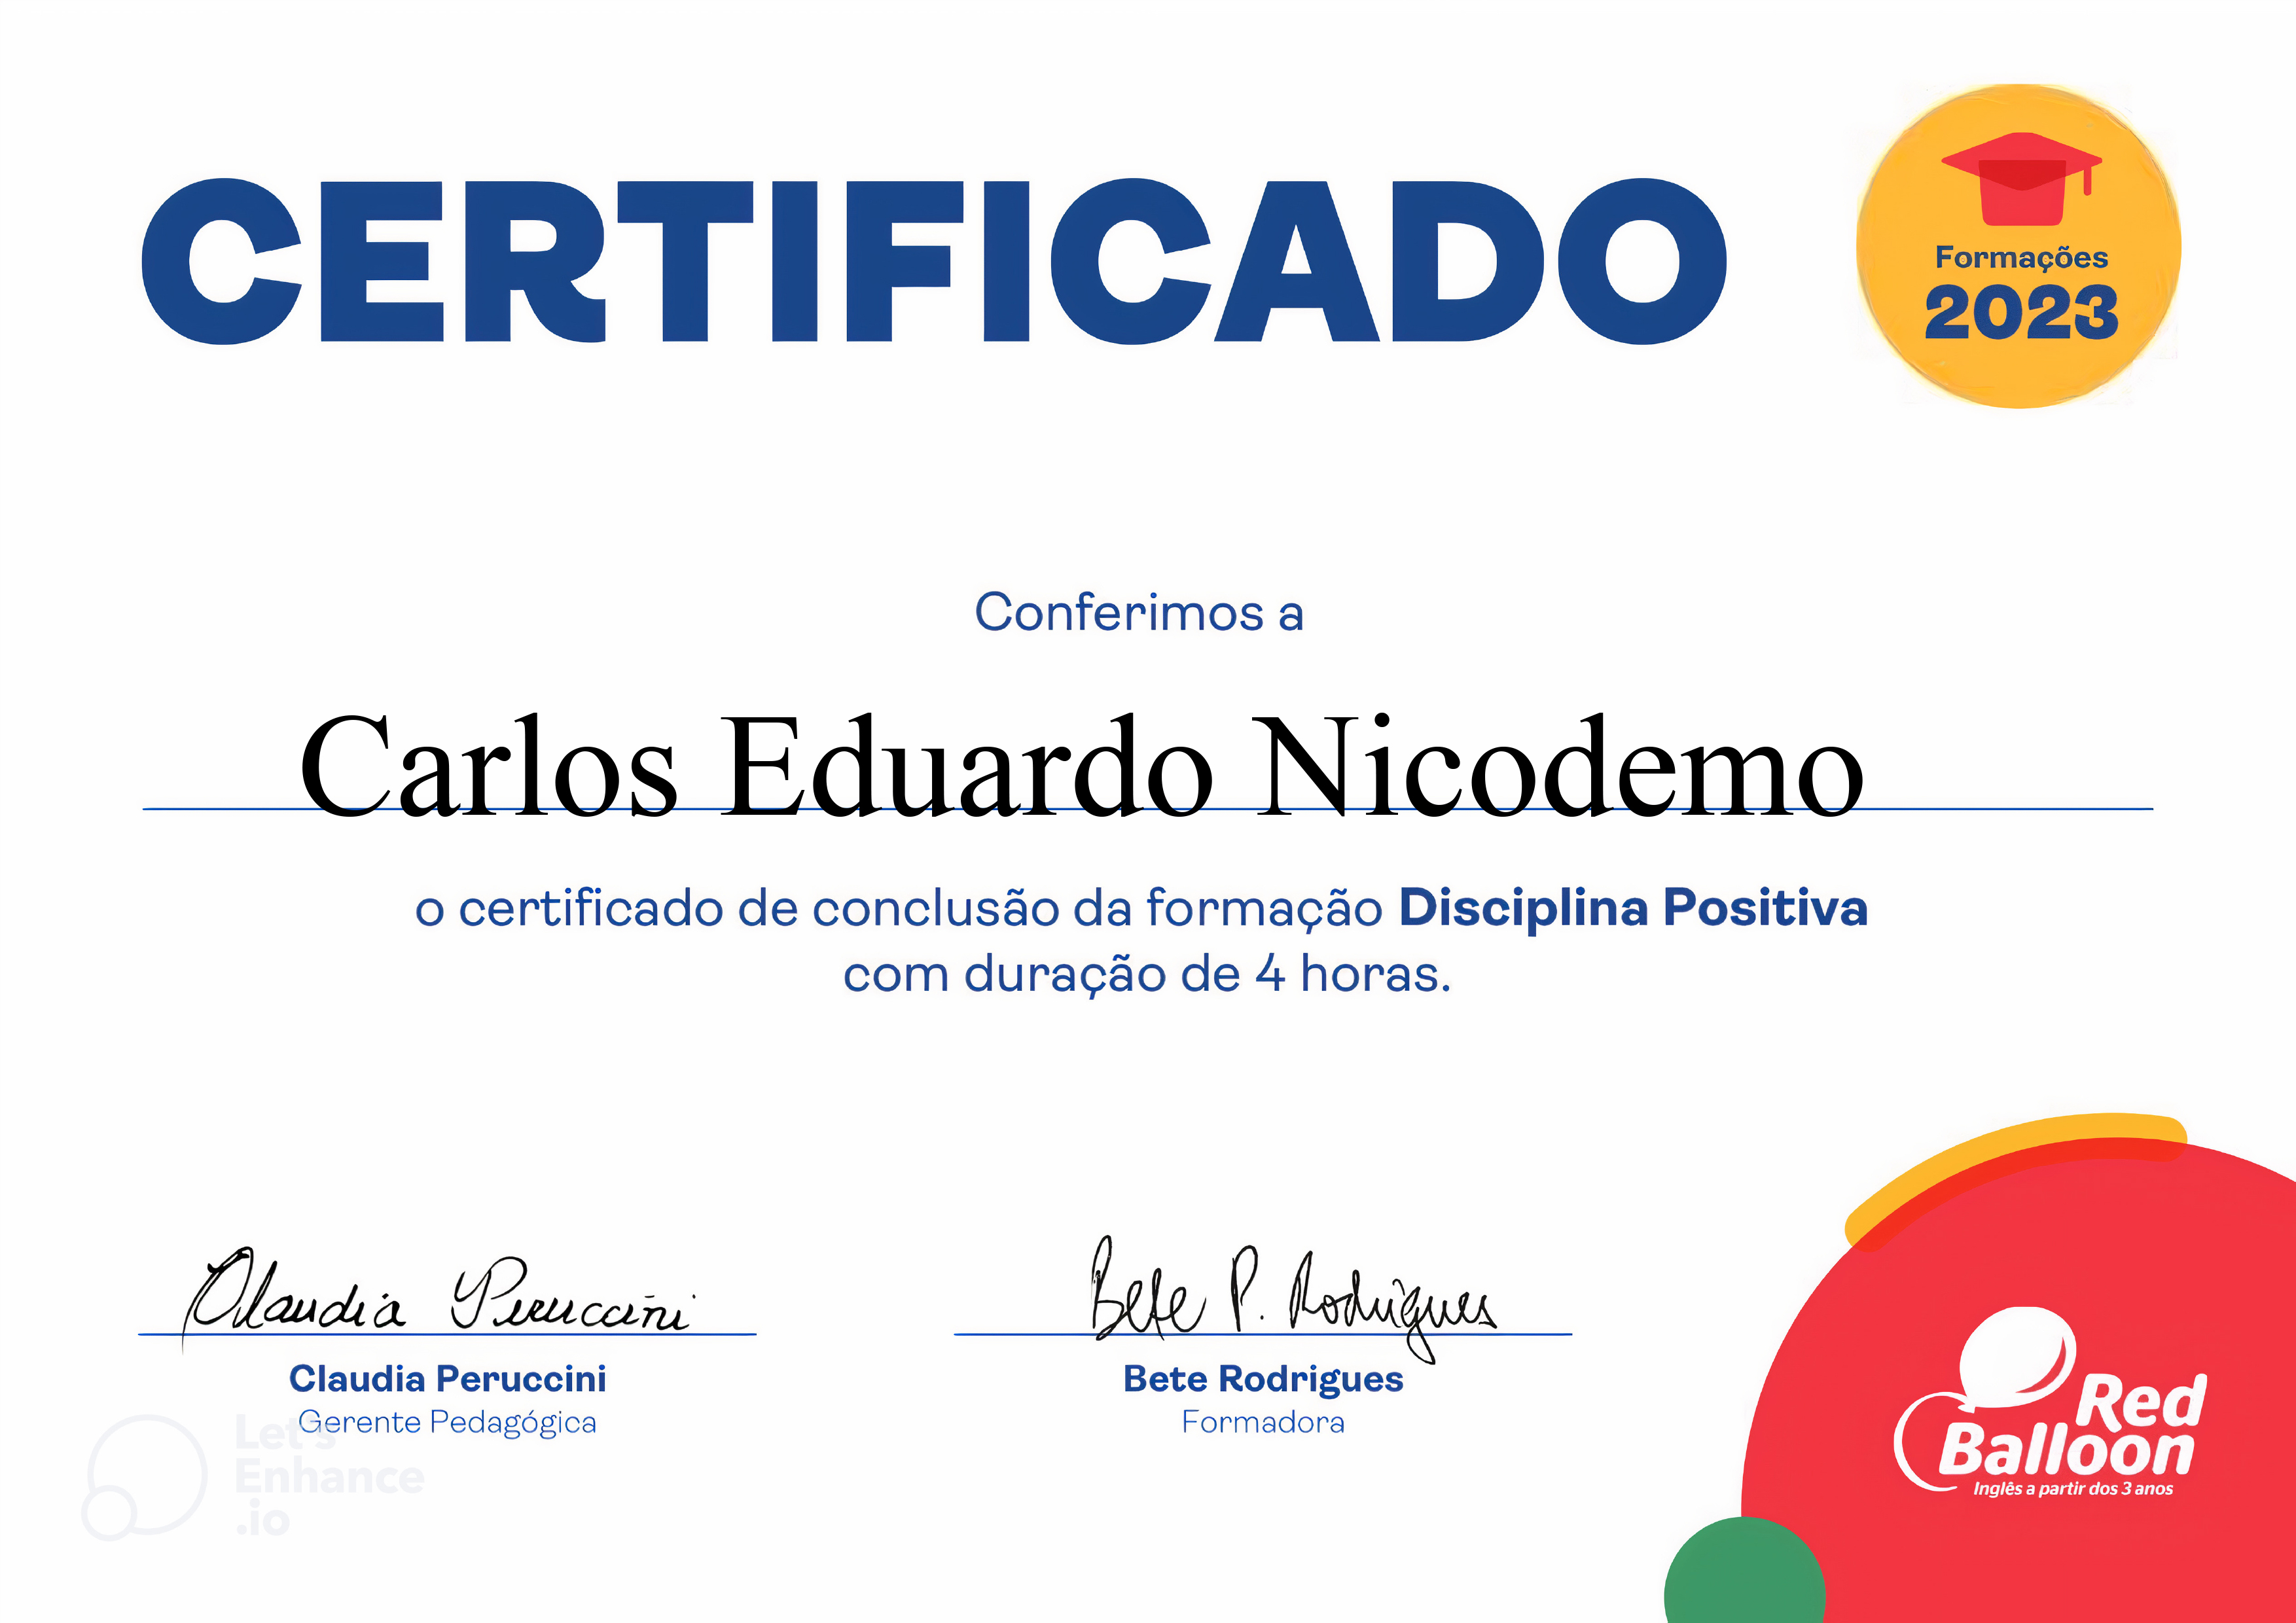 CERTIFICADO
Formações
2023
Conferimos a
Carlos Eduardo Nicodemo
o certificado de conclusão da formação Disciplina Positiva
com duração de 4 horas.
Claudia Peruccini
Bete P. Rodrigues
Claudia Peruccini
Gerente Pedagógica
Bete Rodrigues
Formadora
Let's
Enhance
.io
Red
Balloon
Inglês a partir dos 3 anos